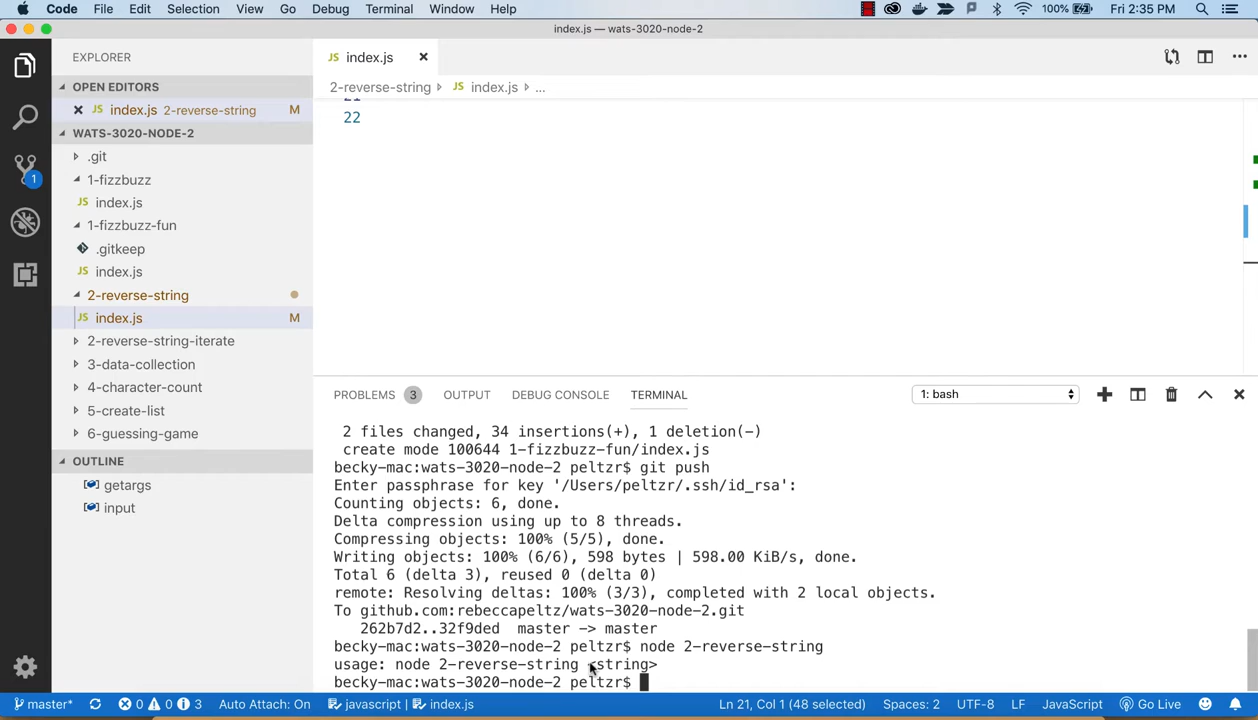 Code File Edit Selection View Go Debug Terminal Window Help 100% Fri 2:35 PM
index.js — wats-3020-node-2
EXPLORER
OPEN EDITORS
index.js 2-reverse-string M
WATS-3020-NODE-2
.git
1-fizzbuzz
JS index.js
1-fizzbuzz-fun
.gitkeep
JS index.js
2-reverse-string
JS index.js M
2-reverse-string-iterate
3-data-collection
4-character-count
5-create-list
6-guessing-game
OUTLINE
getargs
input
1
JS index.js
2-reverse-string JS index.js ...
21
22
PROBLEMS 3 OUTPUT DEBUG CONSOLE TERMINAL 1: bash
2 files changed, 34 insertions(+), 1 deletion(-)
create mode 100644 1-fizzbuzz-fun/index.js
becky-mac:wats-3020-node-2 peltzr$ git push
Enter passphrase for key '/Users/peltzr/.ssh/id_rsa':
Counting objects: 6, done.
Delta compression using up to 8 threads.
Compressing objects: 100% (5/5), done.
Writing objects: 100% (6/6), 598 bytes | 598.00 KiB/s, done.
Total 6 (delta 3), reused 0 (delta 0)
remote: Resolving deltas: 100% (3/3), completed with 2 local objects.
To github.com:rebeccapeltz/wats-3020-node-2.git
262b7d2..32f9ded master -> master
becky-mac:wats-3020-node-2 peltzr$ node 2-reverse-string
usage: node 2-reverse-string <string>
becky-mac:wats-3020-node-2 peltzr$
master* 0 0 3 Auto Attach: On javascript | index.js Ln 21, Col 1 (48 selected) Spaces: 2 UTF-8 LF JavaScript Go Live